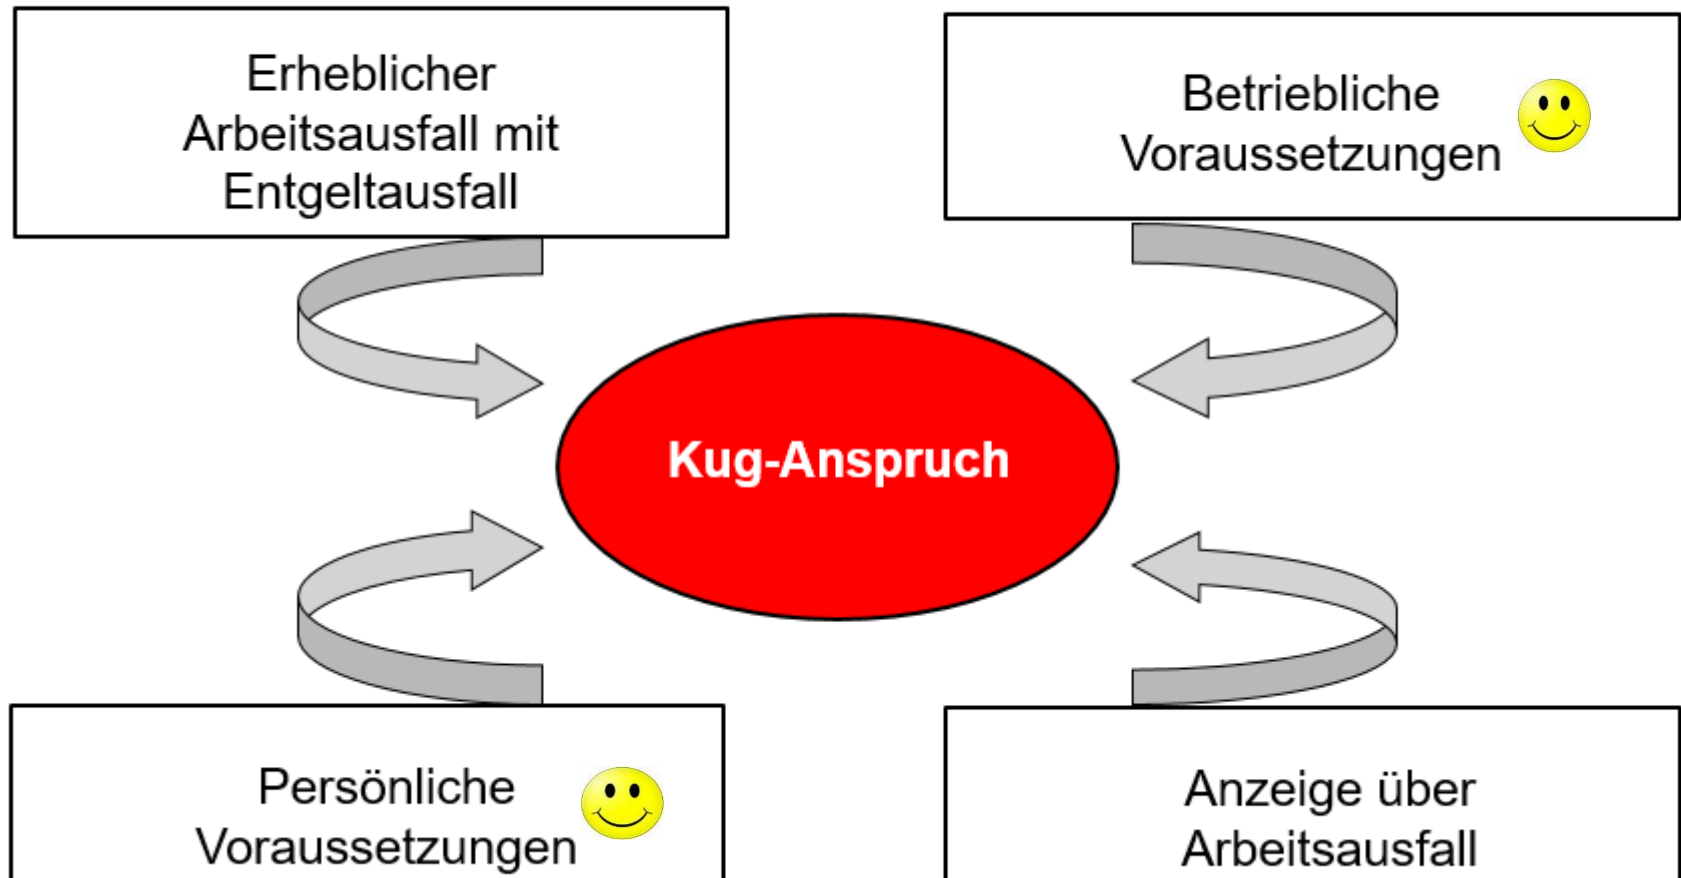 Erheblicher
Arbeitsausfall mit
Entgeltausfall
Betriebliche
Voraussetzungen
Kug-Anspruch
Persönliche
Voraussetzungen
Anzeige über
Arbeitsausfall